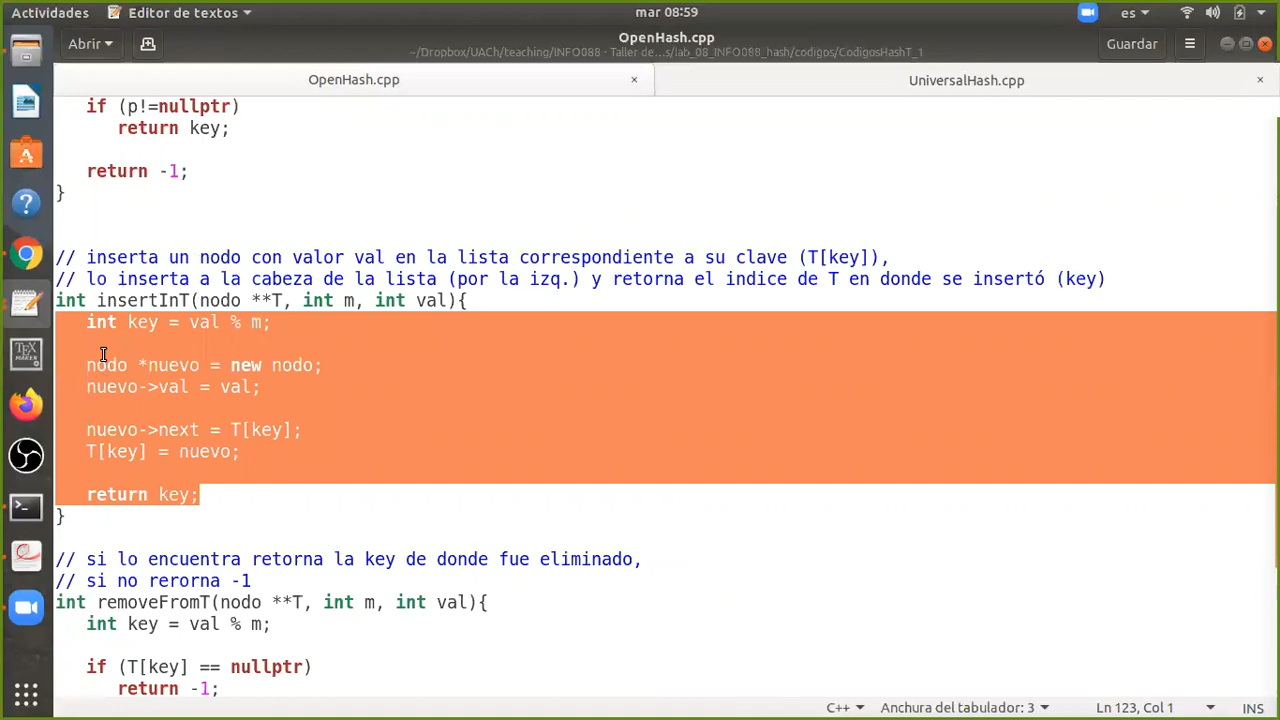 Actividades
Editor de textos
mar 08:59
es
Abrir
OpenHash.cpp
~/Dropbox/UACh/teaching/INFO088 - Taller de…s/lab_08_INFO088_hash/codigos/CodigosHashT_1
Guardar
OpenHash.cpp ×
UniversalHash.cpp ×
if (p!=nullptr)
return key;
return -1;
}
// inserta un nodo con valor val en la lista correspondiente a su clave (T[key]),
// lo inserta a la cabeza de la lista (por la izq.) y retorna el indice de T en donde se insertó (key)
int insertInT(nodo **T, int m, int val){
int key = val % m;
nodo *nuevo = new nodo;
nuevo->val = val;
nuevo->next = T[key];
T[key] = nuevo;
return key;
}
// si lo encuentra retorna la key de donde fue eliminado,
// si no rerorna -1
int removeFromT(nodo **T, int m, int val){
int key = val % m;
if (T[key] == nullptr)
return -1;
C++
Anchura del tabulador: 3
Ln 123, Col 1
INS